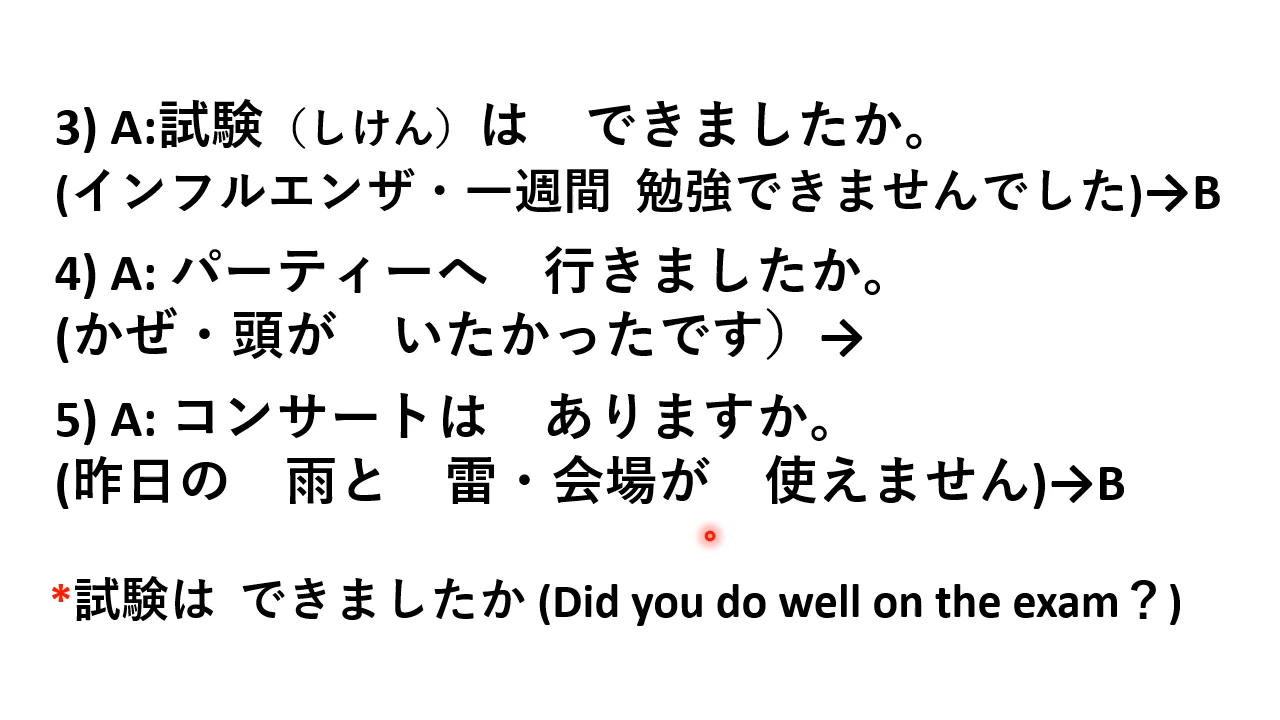 3) A:試験（しけん）は　できましたか。
(インフルエンザ・一週間 勉強できませんでした)→B
4) A: パーティーへ　行きましたか。
(かぜ・頭が　いたかったです）→
5) A: コンサートは　ありますか。
(昨日の　雨と　雷・会場が　使えません)→B
*試験は できましたか (Did you do well on the exam？)